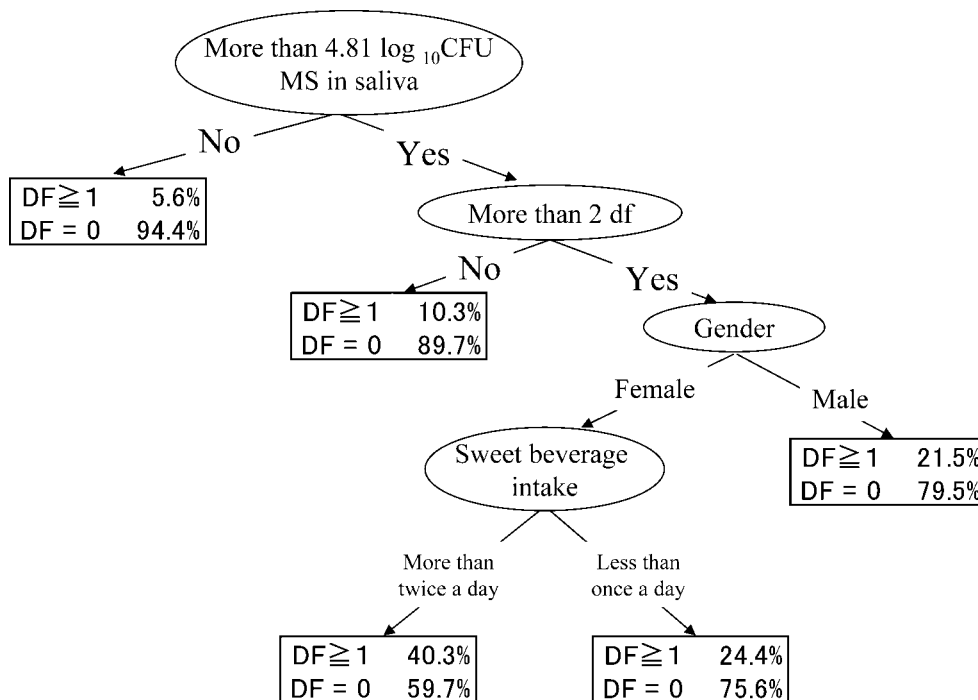 More than 4.81 log 10CFU
MS in saliva
No
Yes
DF≧1 5.6%
DF = 0 94.4%
More than 2 df
No
Yes
DF≧1 10.3%
DF = 0 89.7%
Gender
Female
Male
DF≧1 21.5%
DF = 0 79.5%
Sweet beverage
intake
More than
twice a day
Less than
once a day
DF≧1 40.3%
DF = 0 59.7%
DF≧1 24.4%
DF = 0 75.6%